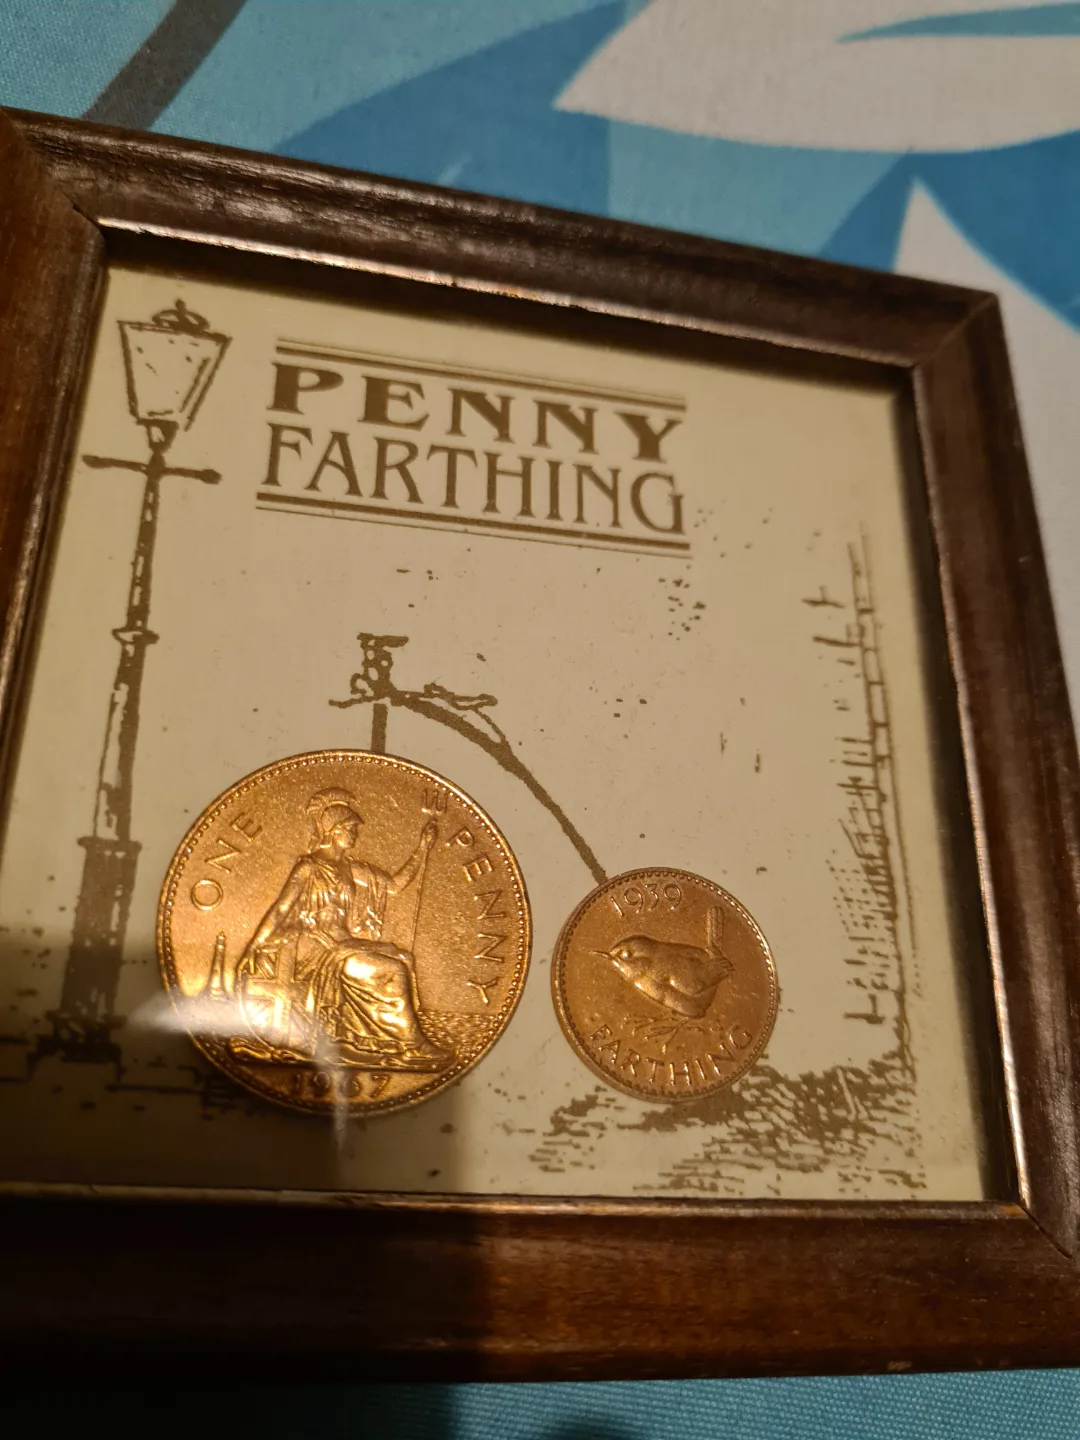 PENNY
FARTHING
ONE PENNY
1967
1939
FARTHING